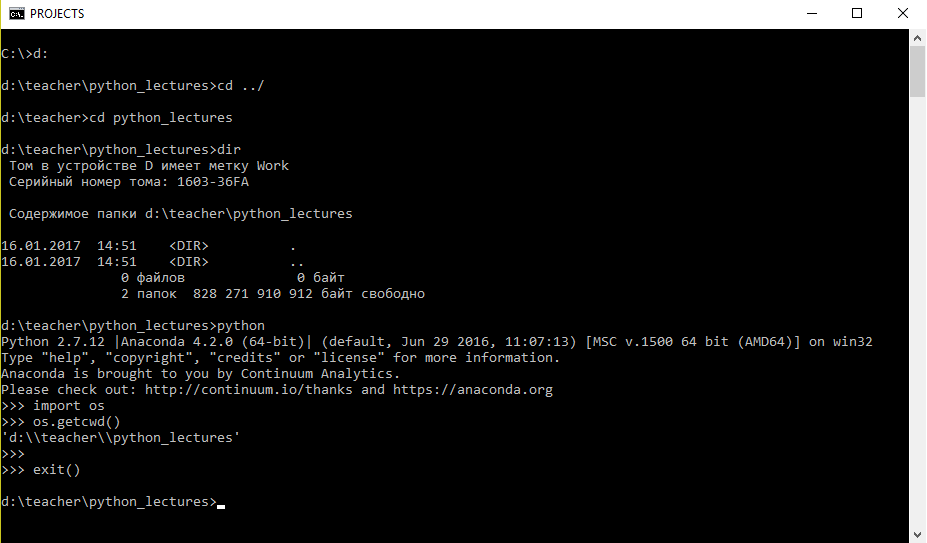 PROJECTS
C:\>d:
d:\teacher\python_lectures>cd ../
d:\teacher>cd python_lectures
d:\teacher\python_lectures>dir
 Том в устройстве D имеет метку Work
 Серийный номер тома: 1603-36FA
 Содержимое папки d:\teacher\python_lectures
16.01.2017  14:51    <DIR>          .
16.01.2017  14:51    <DIR>          ..
               0 файлов              0 байт
               2 папок  828 271 910 912 байт свободно
d:\teacher\python_lectures>python
Python 2.7.12 |Anaconda 4.2.0 (64-bit)| (default, Jun 29 2016, 11:07:13) [MSC v.1500 64 bit (AMD64)] on win32
Type "help", "copyright", "credits" or "license" for more information.
Anaconda is brought to you by Continuum Analytics.
Please check out: http://continuum.io/thanks and https://anaconda.org
>>> import os
>>> os.getcwd()
'd:\\teacher\\python_lectures'
>>>
>>> exit()
d:\teacher\python_lectures>